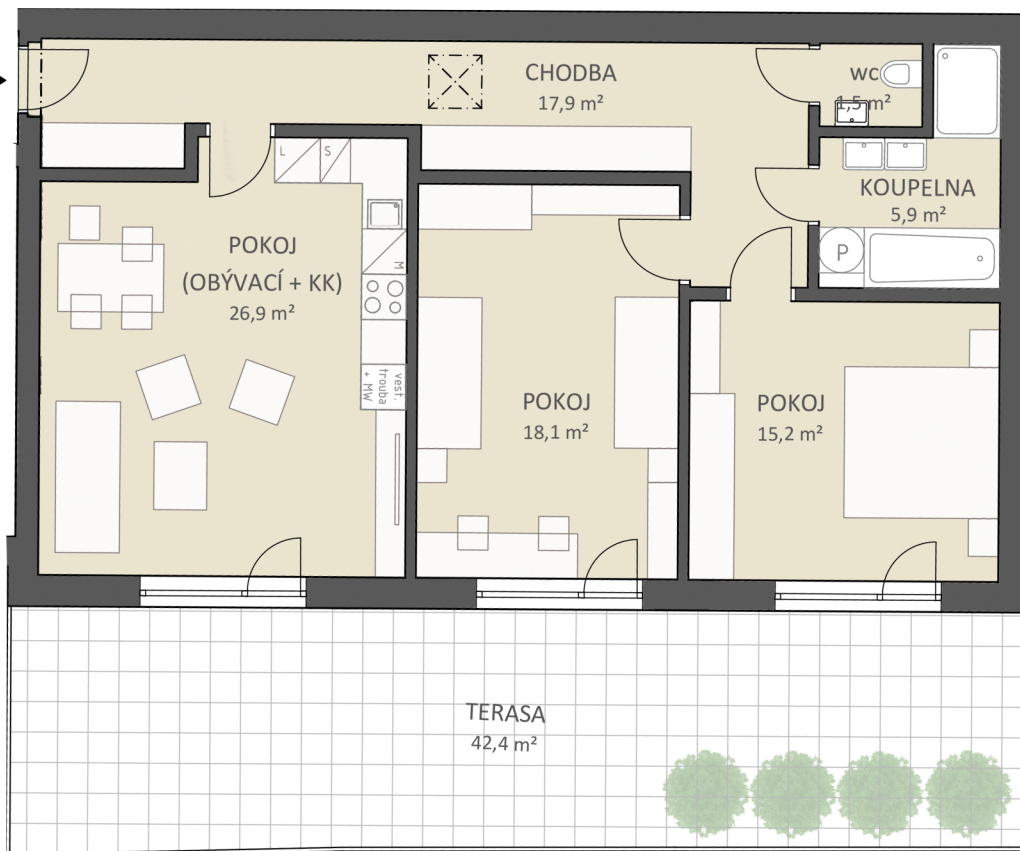 CHODBA
17,9 m²
WC
1,5 m²
L
S
KOUPELNA
5,9 m²
P
POKOJ
(OBÝVACÍ + KK)
26,9 m²
M
vest.
trouba
+ MW
POKOJ
18,1 m²
POKOJ
15,2 m²
TERASA
42,4 m²